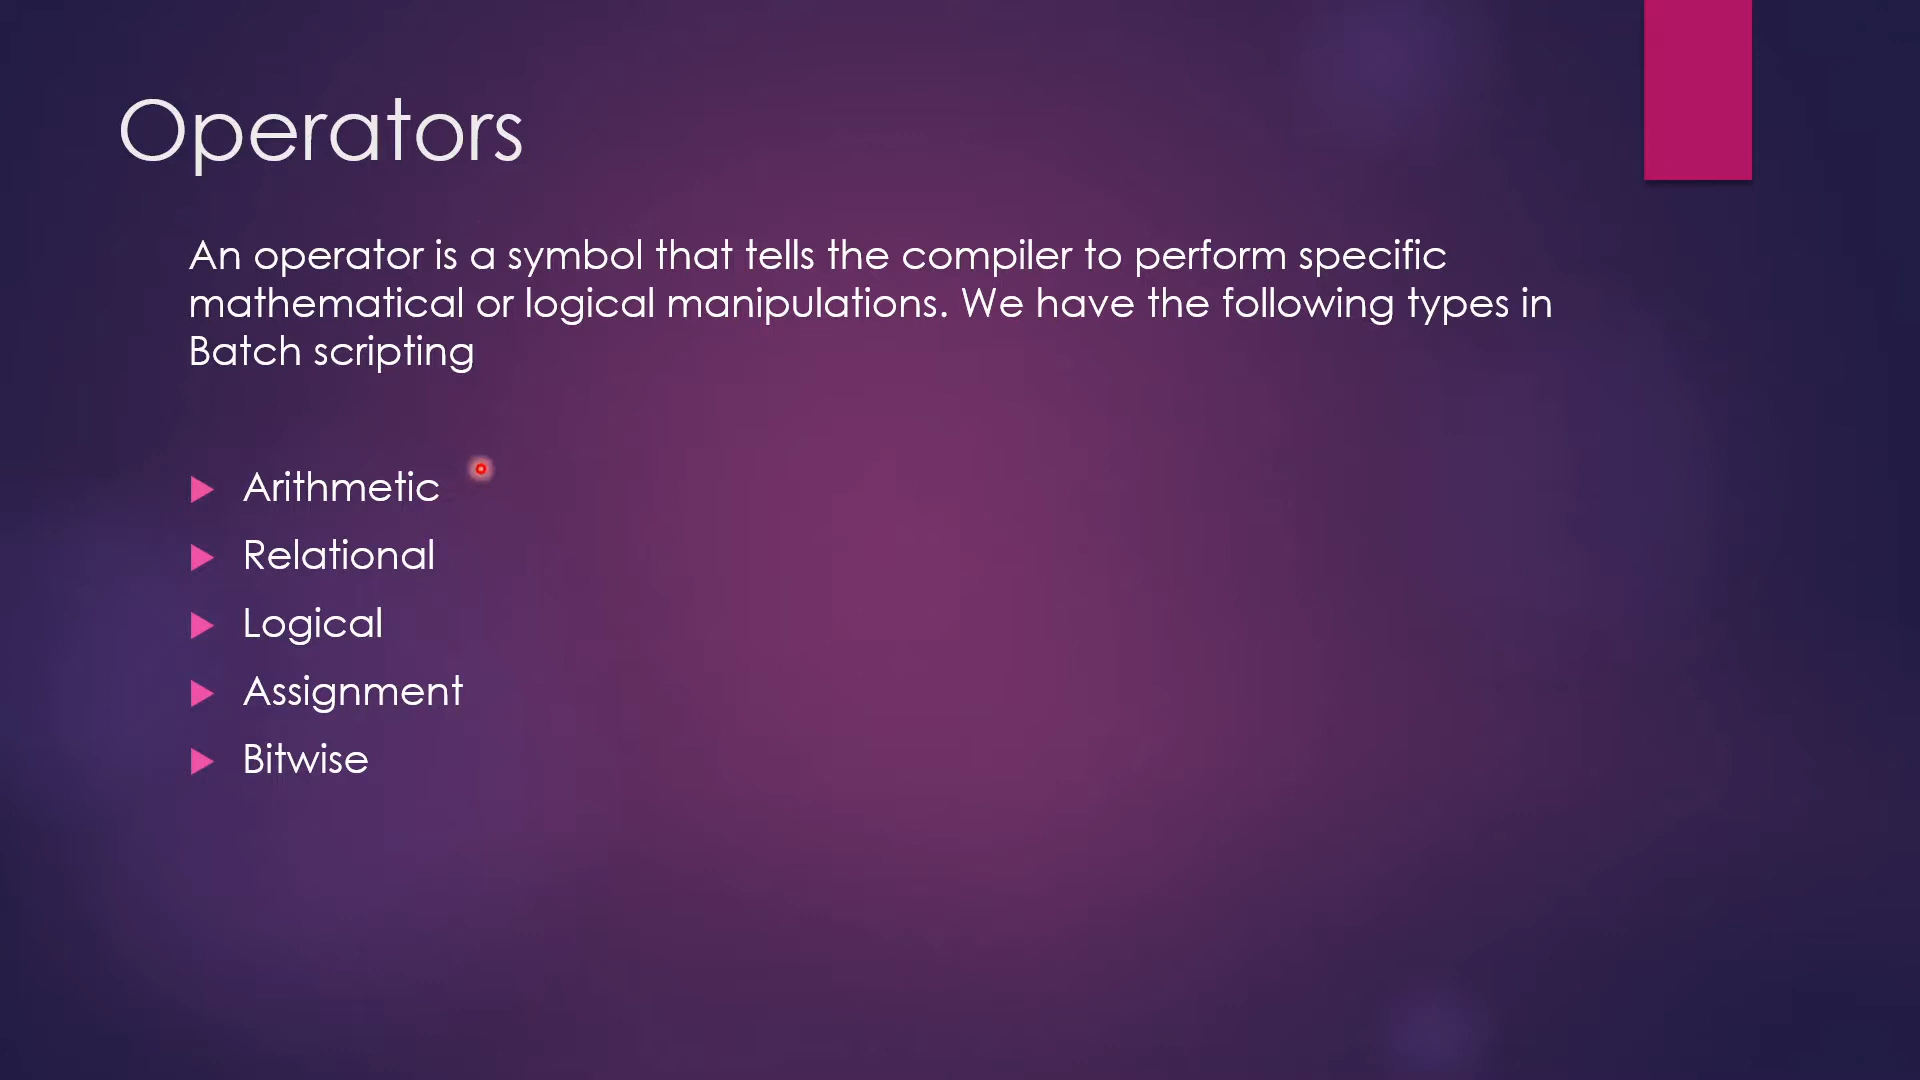 Operators
An operator is a symbol that tells the compiler to perform specific
mathematical or logical manipulations. We have the following types in
Batch scripting
Arithmetic
Relational
Logical
Assignment
Bitwise